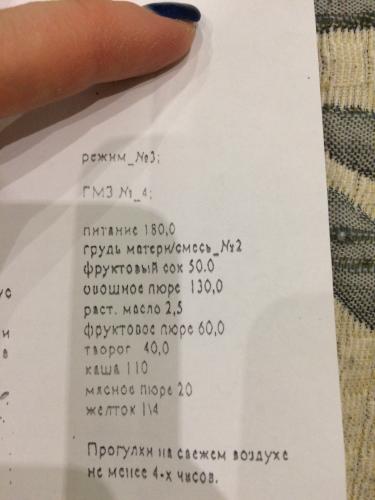 режим_№3;
ГМЗ №_4;
питание 180,0
грудь матери/смесь_№2
фруктовый сок 50.0
овощное пюре 130,0
раст. масло 2,5
фруктовое пюре 60,0
творог 40,0
каша 110
мясное пюре 20
желток 1\4
Прогулки на свежем воздухе
не менее 4-х часов.